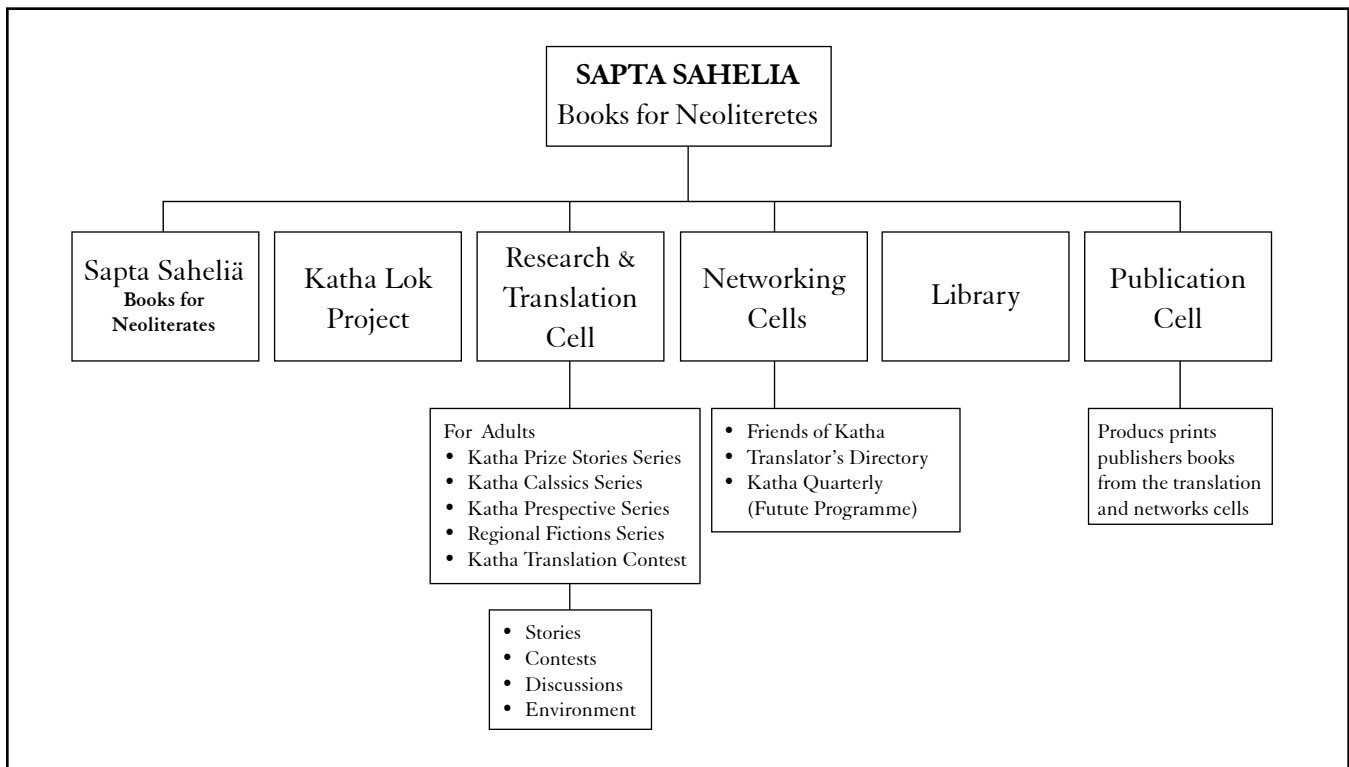 SAPTA SAHELIA
Books for Neoliteretes
Sapta Saheliä
Books for
Neoliterates
Katha Lok
Project
Research &
Translation
Cell
Networking
Cells
Library
Publication
Cell
For Adults
• Katha Prize Stories Series
• Katha Calssics Series
• Katha Prespective Series
• Regional Fictions Series
• Katha Translation Contest
• Friends of Katha
• Translator's Directory
• Katha Quarterly
(Futute Programme)
Producs prints
publishers books
from the translation
and networks cells
• Stories
• Contests
• Discussions
• Environment